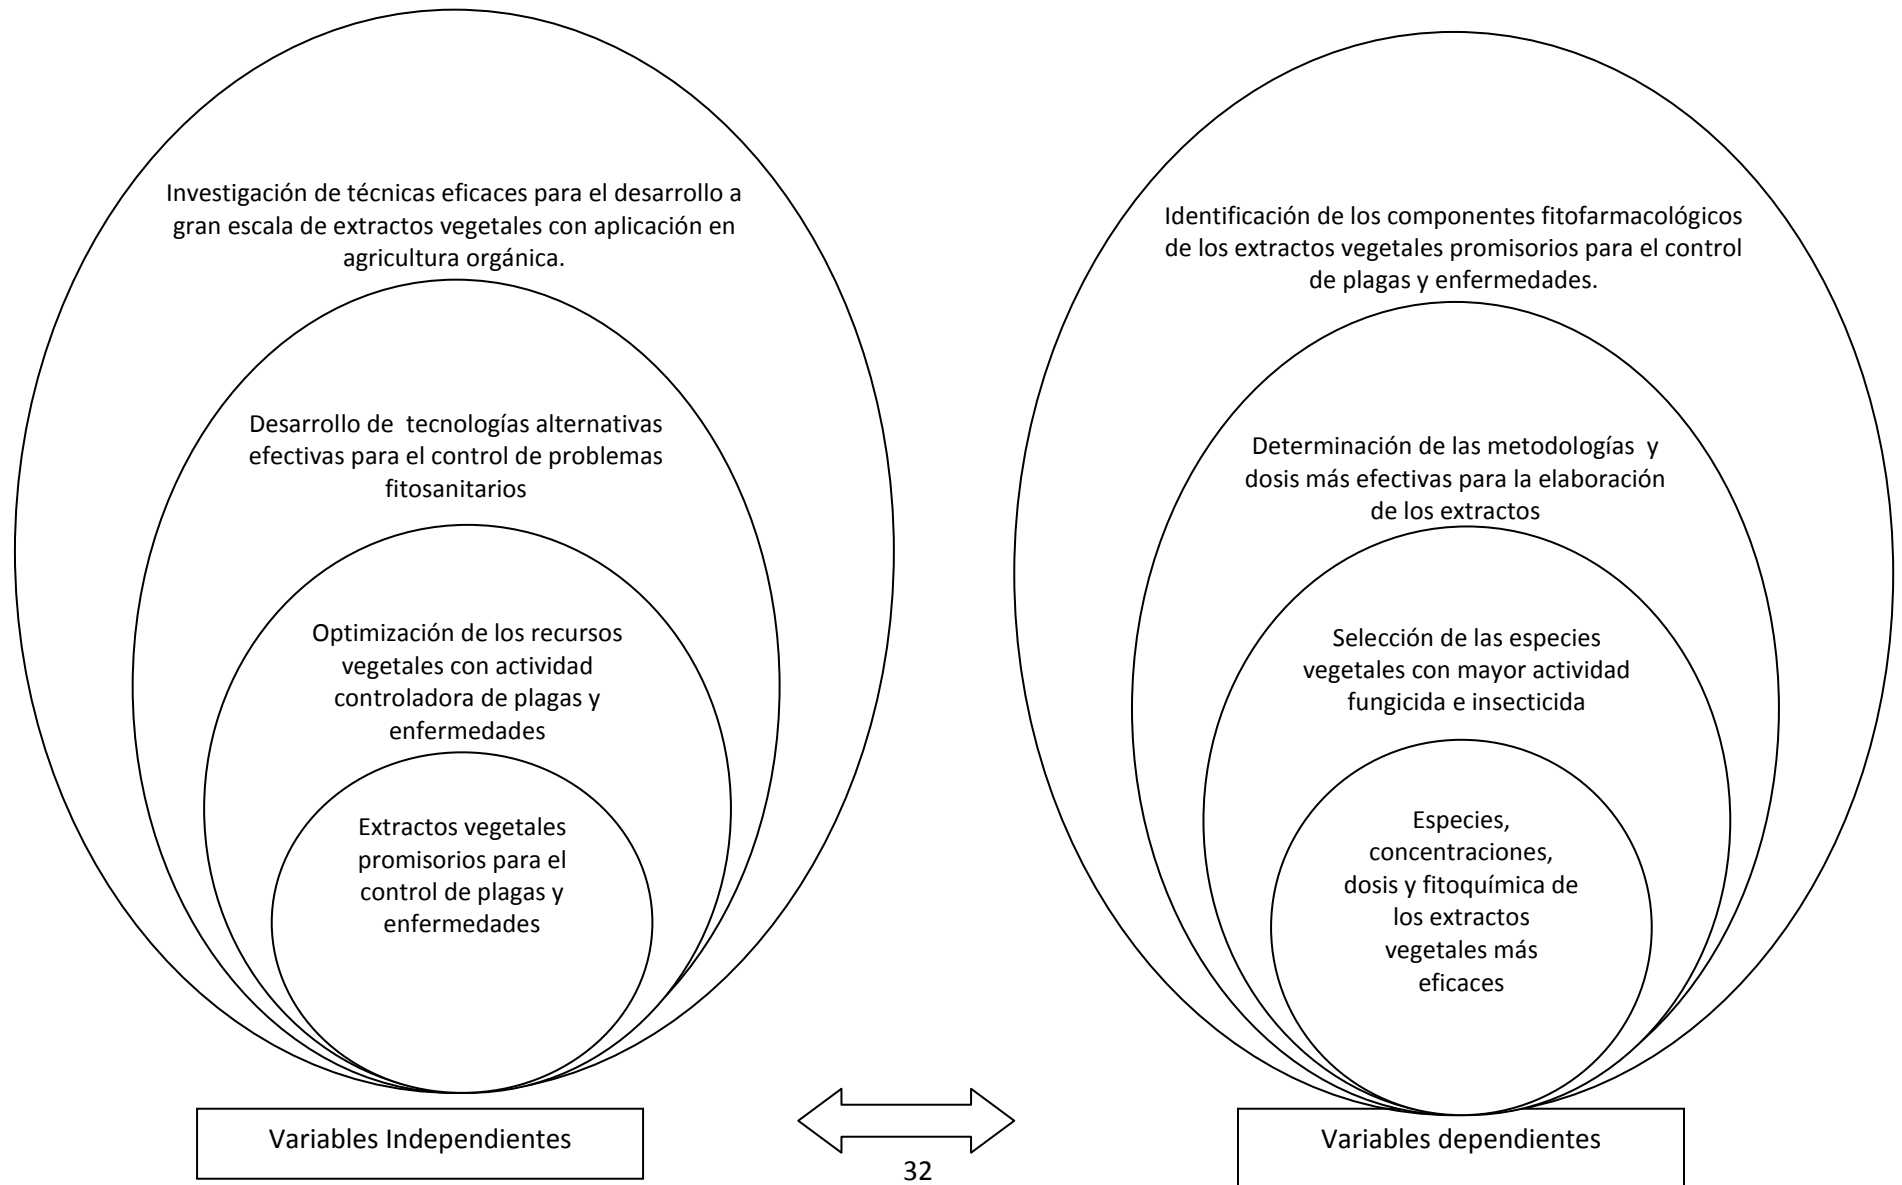 Investigación de técnicas eficaces para el desarrollo a
gran escala de extractos vegetales con aplicación en
agricultura orgánica.
Desarrollo de  tecnologías alternativas
efectivas para el control de problemas
fitosanitarios
Optimización de los recursos
vegetales con actividad
controladora de plagas y
enfermedades
Extractos vegetales
promisorios para el
control de plagas y
enfermedades
Variables Independientes
Identificación de los componentes fitofarmacológicos
de los extractos vegetales promisorios para el control
de plagas y enfermedades.
Determinación de las metodologías  y
dosis más efectivas para la elaboración
de los extractos
Selección de las especies
vegetales con mayor actividad
fungicida e insecticida
Especies,
concentraciones,
dosis y fitoquímica de
los extractos
vegetales más
eficaces
Variables dependientes
32